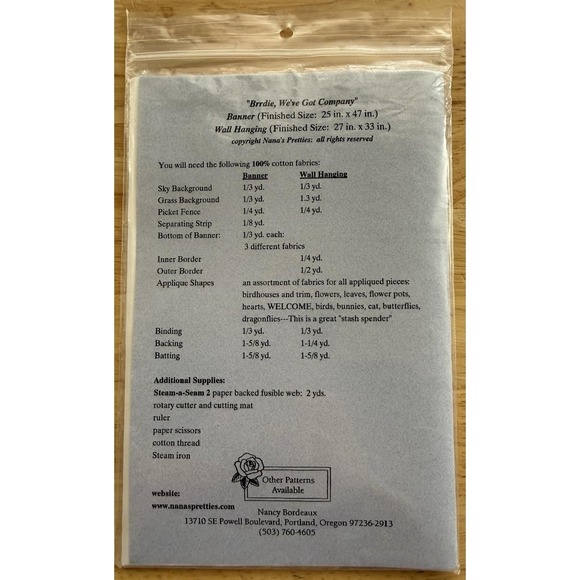 "Brrdie, We've Got Company"
Banner (Finished Size: 25 in. x 47 in.)
Wall Hanging (Finished Size: 27 in. x 33 in.)
copyright Nana's Pretties: all rights reserved
You will need the following 100% cotton fabrics:
Banner Wall Hanging
Sky Background 1/3 yd. 1/3 yd.
Grass Background 1/3 yd. 1.3 yd.
Picket Fence 1/4 yd. 1/4 yd.
Separating Strip 1/8 yd.
Bottom of Banner: 1/3 yd. each:
3 different fabrics
Inner Border 1/4 yd.
Outer Border 1/2 yd.
Applique Shapes an assortment of fabrics for all appliqued pieces:
birdhouses and trim, flowers, leaves, flower pots,
hearts, WELCOME, birds, bunnies, cat, butterflies,
dragonflies---This is a great "stash spender"
Binding 1/3 yd. 1/3 yd.
Backing 1-5/8 yd. 1-1/4 yd.
Batting 1-5/8 yd. 1-5/8 yd.
Additional Supplies:
Steam-a-Seam 2 paper backed fusible web: 2 yds.
rotary cutter and cutting mat
ruler
paper scissors
cotton thread
Steam iron
Other Patterns
Available
website:
www.nanaspretties.com
Nancy Bordeaux
13710 SE Powell Boulevard, Portland, Oregon 97236-2913
(503) 760-4605